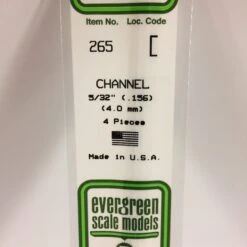 Item No. Loc. Code
265 C
CHANNEL
5/32" (.156)
(4.0 mm)
4 Pieces
Made in U.S.A.
evergreen
scale models